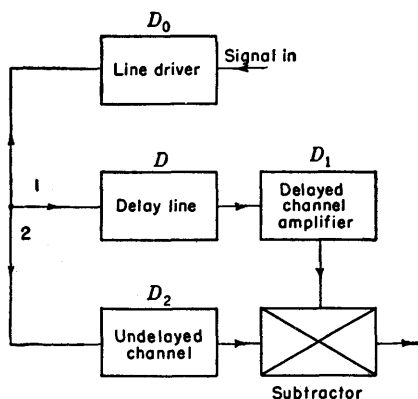 D₀
Line driver
Signal in
1
D
Delay line
D₁
Delayed
channel
amplifier
2
D₂
Undelayed
channel
Subtractor